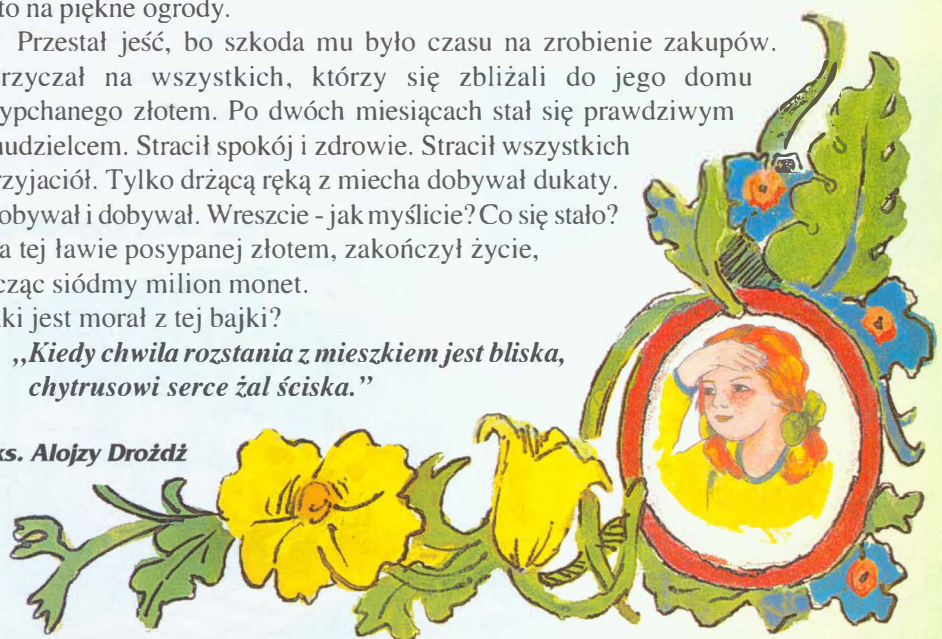 to na piękne ogrody.
Przestał jeść, bo szkoda mu było czasu na zrobienie zakupów.
rzyczał na wszystkich, którzy się zbliżali do jego domu
ypchanego złotem. Po dwóch miesiącach stał się prawdziwym
udzielcem. Stracił spokój i zdrowie. Stracił wszystkich
rzyjaciół. Tylko drżącą ręką z miecha dobywał dukaty.
obywał i dobywał. Wreszcie - jak myślicie? Co się stało?
a tej ławie posypanej złotem, zakończył życie,
cząc siódmy milion monet.
ki jest morał z tej bajki?
„Kiedy chwila rozstania z mieszkiem jest bliska,
chytrusowi serce żal ściska.”
ks. Alojzy Drożdż